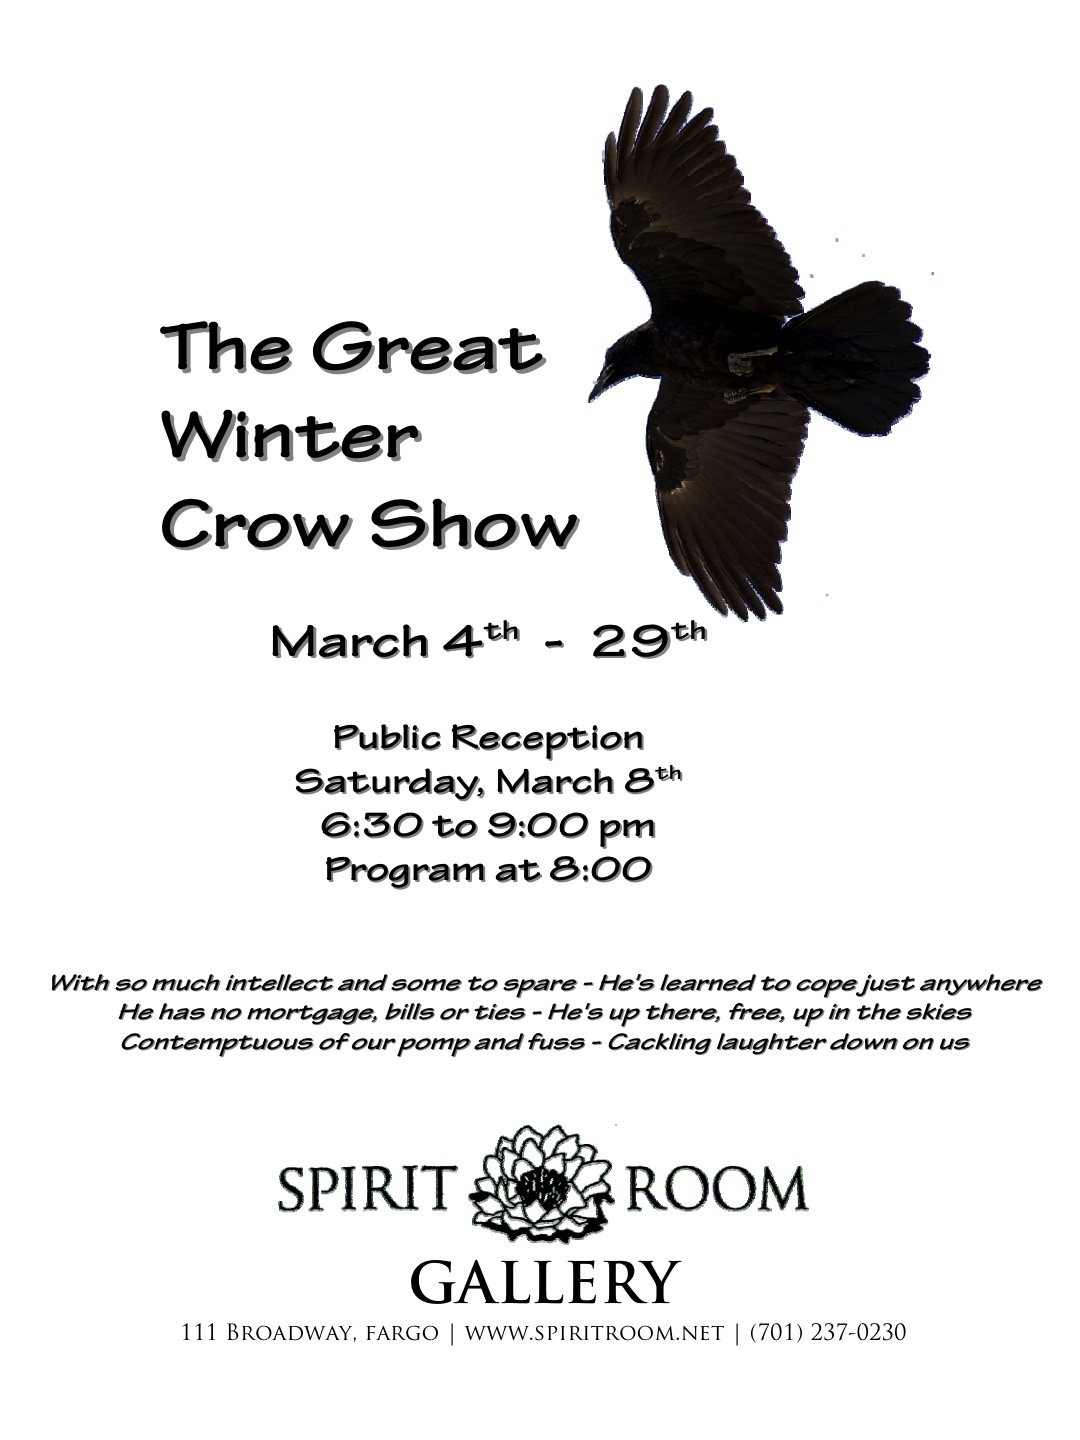 The Great
Winter
Crow Show
March 4th - 29th
Public Reception
Saturday, March 8th
6:30 to 9:00 pm
Program at 8:00
With so much intellect and some to spare - He's learned to cope just anywhere
He has no mortgage, bills or ties - He's up there, free, up in the skies
Contemptuous of our pomp and fuss - Cackling laughter down on us
SPIRIT ROOM
GALLERY
111 BROADWAY, FARGO | WWW.SPIRITROOM.NET | (701) 237-0230